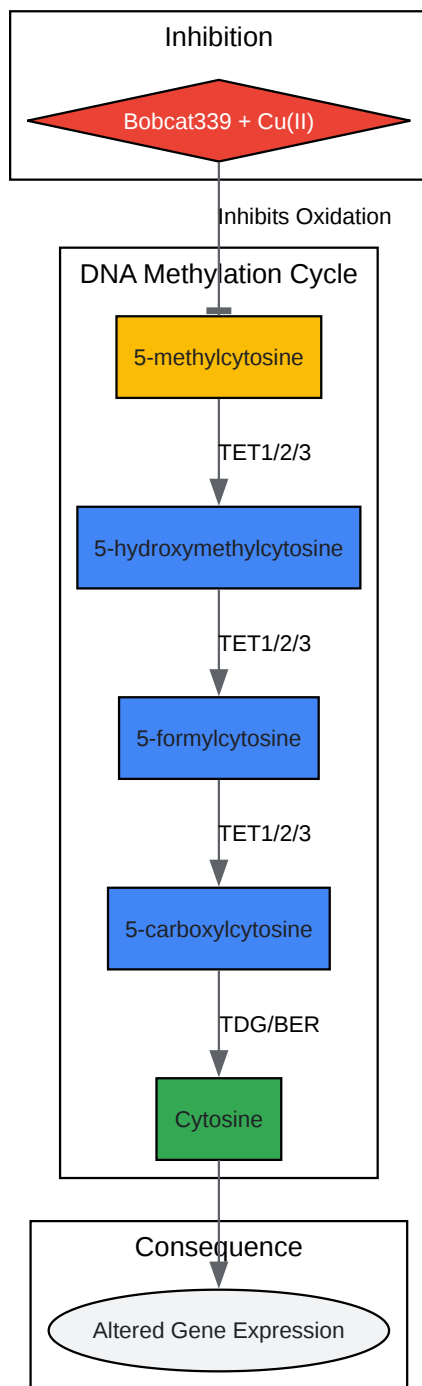 Inhibition
Bobcat339 + Cu(II)
Inhibits Oxidation
DNA Methylation Cycle
5-methylcytosine
TET1/2/3
5-hydroxymethylcytosine
TET1/2/3
5-formylcytosine
TET1/2/3
5-carboxylcytosine
TDG/BER
Cytosine
Consequence
Altered Gene Expression